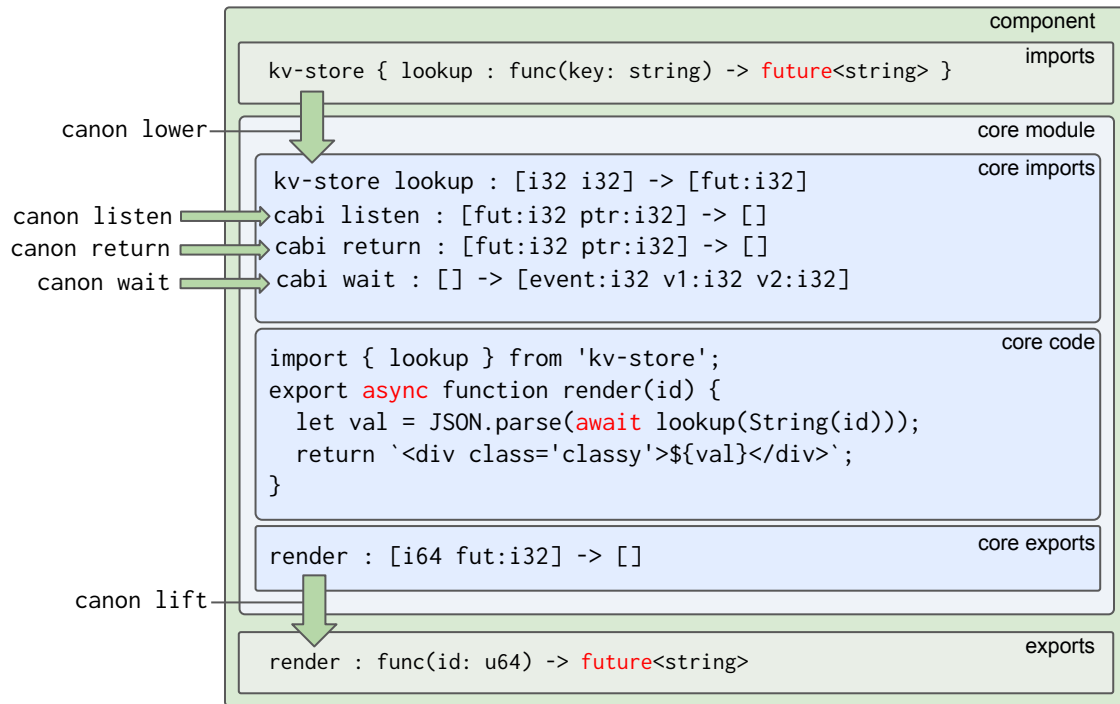 component
imports
kv-store { lookup : func(key: string) -> future<string> }
canon lower
core module
core imports
kv-store lookup : [i32 i32] -> [fut:i32]
canon listen
cabi listen : [fut:i32 ptr:i32] -> []
canon return
cabi return : [fut:i32 ptr:i32] -> []
canon wait
cabi wait : [] -> [event:i32 v1:i32 v2:i32]
core code
import { lookup } from 'kv-store';
export async function render(id) {
  let val = JSON.parse(await lookup(String(id)));
  return `<div class='classy'>${val}</div>`;
}
core exports
render : [i64 fut:i32] -> []
canon lift
exports
render : func(id: u64) -> future<string>